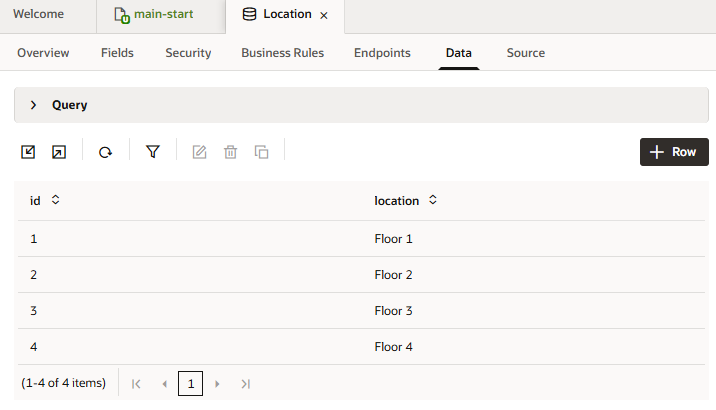 Welcome main-start Location
Overview Fields Security Business Rules Endpoints Data Source
Query
Row
id location
1 Floor 1
2 Floor 2
3 Floor 3
4 Floor 4
(1-4 of 4 items) 1